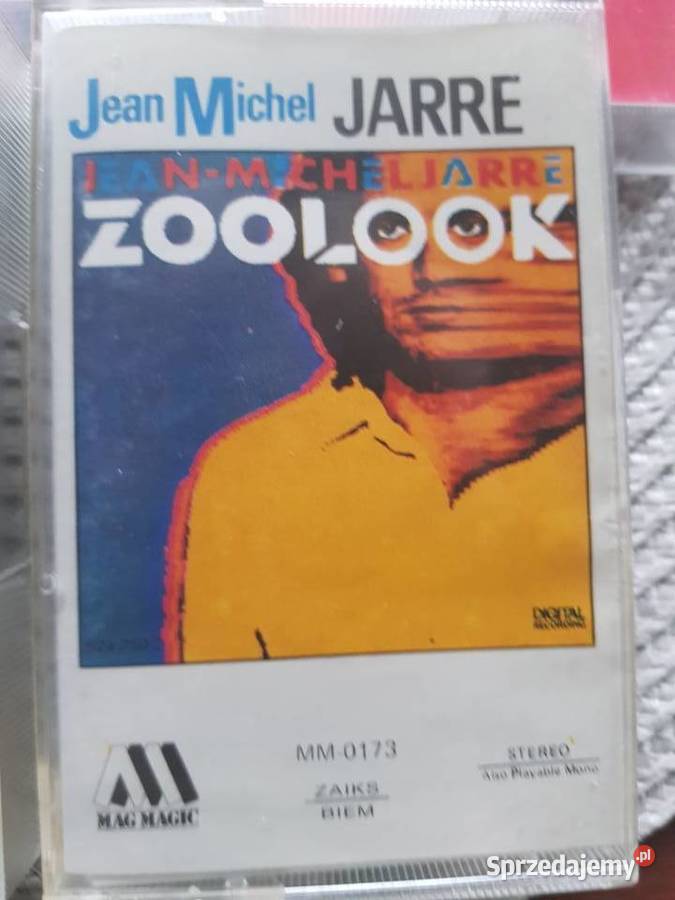 Jean Michel JARRE
JEAN-MICHEL JARRE
ZOOLOOK
DIGITAL
RECORDING
MM-0173
STEREO
Also Playable Mono
ZAIKS
BIEM
MAG MAGIC
Sprzedajemy.pl